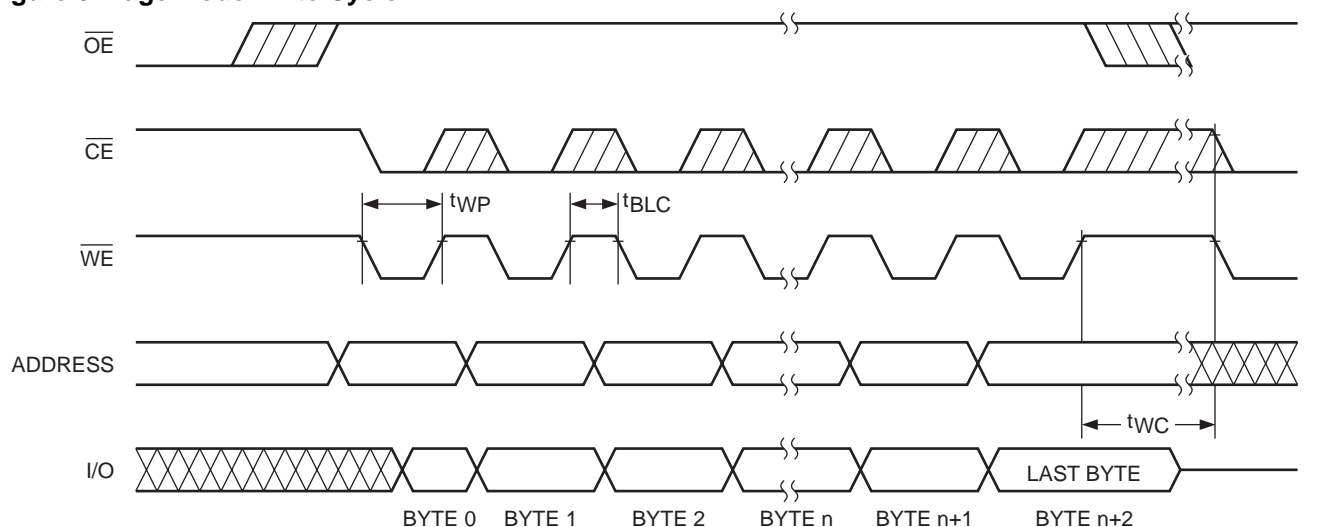 OE
CE
tWP
tBLC
WE
ADDRESS
tWC
I/O
LAST BYTE
BYTE 0 BYTE 1 BYTE 2 BYTE n BYTE n+1 BYTE n+2